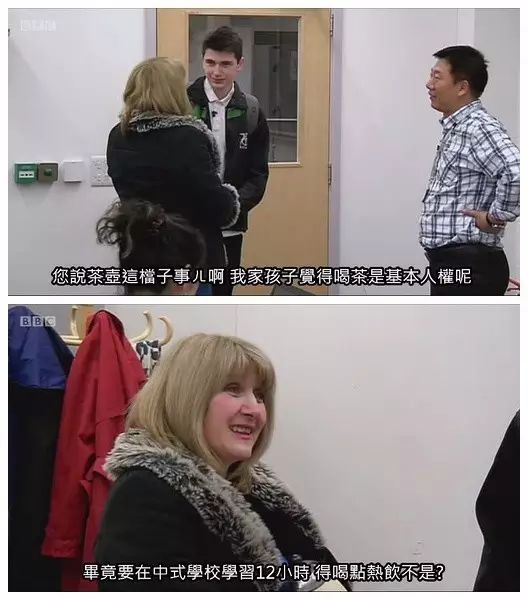 BBC
您說茶壺這檔子事ㄦ啊 我家孩子覺得喝茶是基本人權呢
BBC
畢竟要在中式學校學習12小時 得喝點熱飲不是?